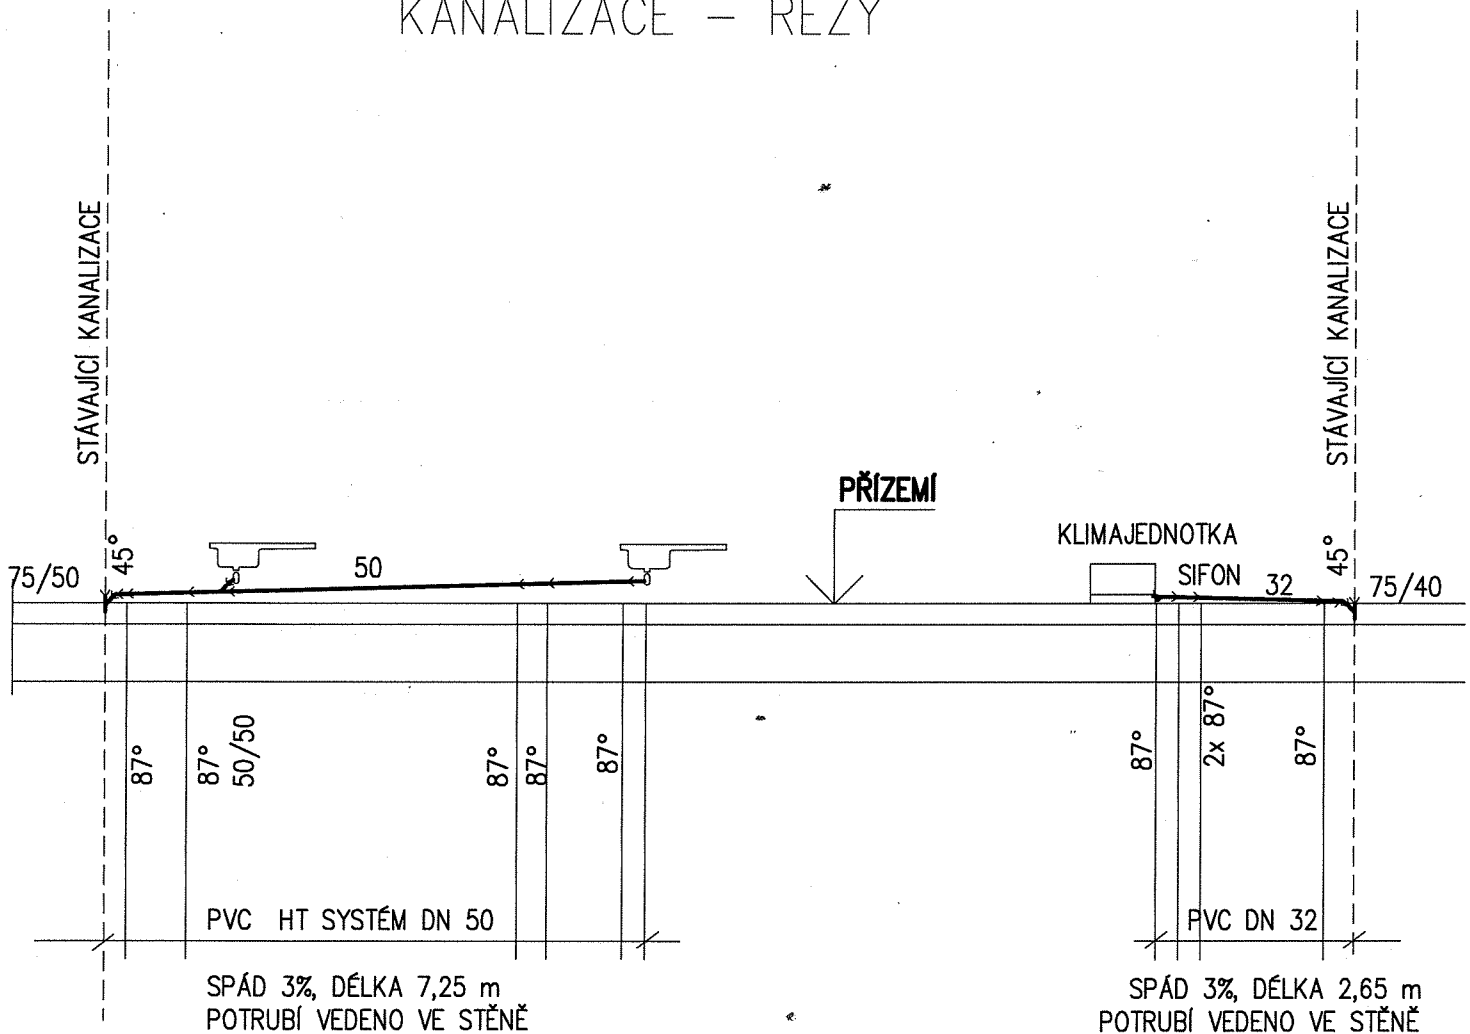 KANALIZACE – ŘEZY
STÁVAJÍCÍ KANALIZACE
STÁVAJÍCÍ KANALIZACE
PŘÍZEMÍ
KLIMAJEDNOTKA
75/50
45°
50
SIFON
32
45°
75/40
87°
87°
50/50
87°
87°
87°
87°
2x 87°
87°
PVC HT SYSTÉM DN 50
PVC DN 32
SPÁD 3%, DÉLKA 7,25 m
POTRUBÍ VEDENO VE STĚNĚ
SPÁD 3%, DÉLKA 2,65 m
POTRUBÍ VEDENO VE STĚNĚ